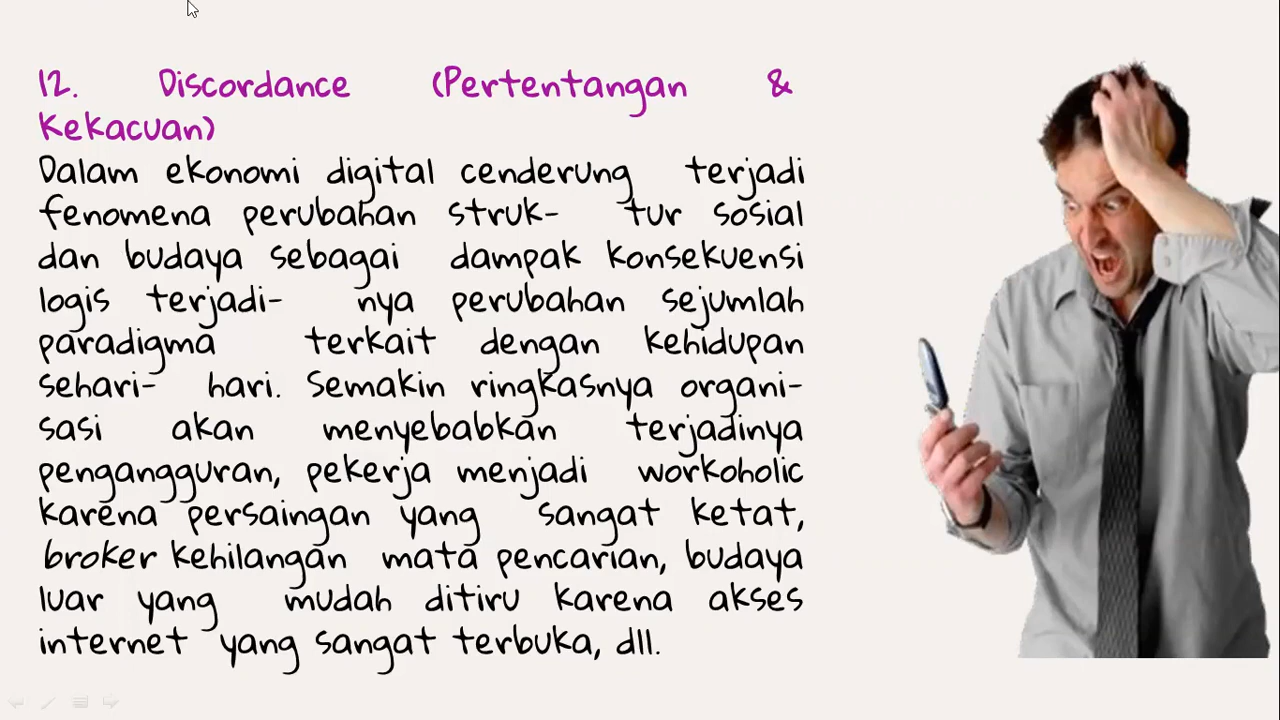 12. Discordance (Pertentangan &
Kekacuan)
Dalam ekonomi digital cenderung terjadi
fenomena perubahan struk- tur sosial
dan budaya sebagai dampak konsekuensi
logis terjadi- nya perubahan sejumlah
paradigma terkait dengan kehidupan
sehari- hari. Semakin ringkasnya organi-
sasi akan menyebabkan terjadinya
pengangguran, pekerja menjadi workoholic
karena persaingan yang sangat ketat,
broker kehilangan mata pencarian, budaya
luar yang mudah ditiru karena akses
internet yang sangat terbuka, dll.